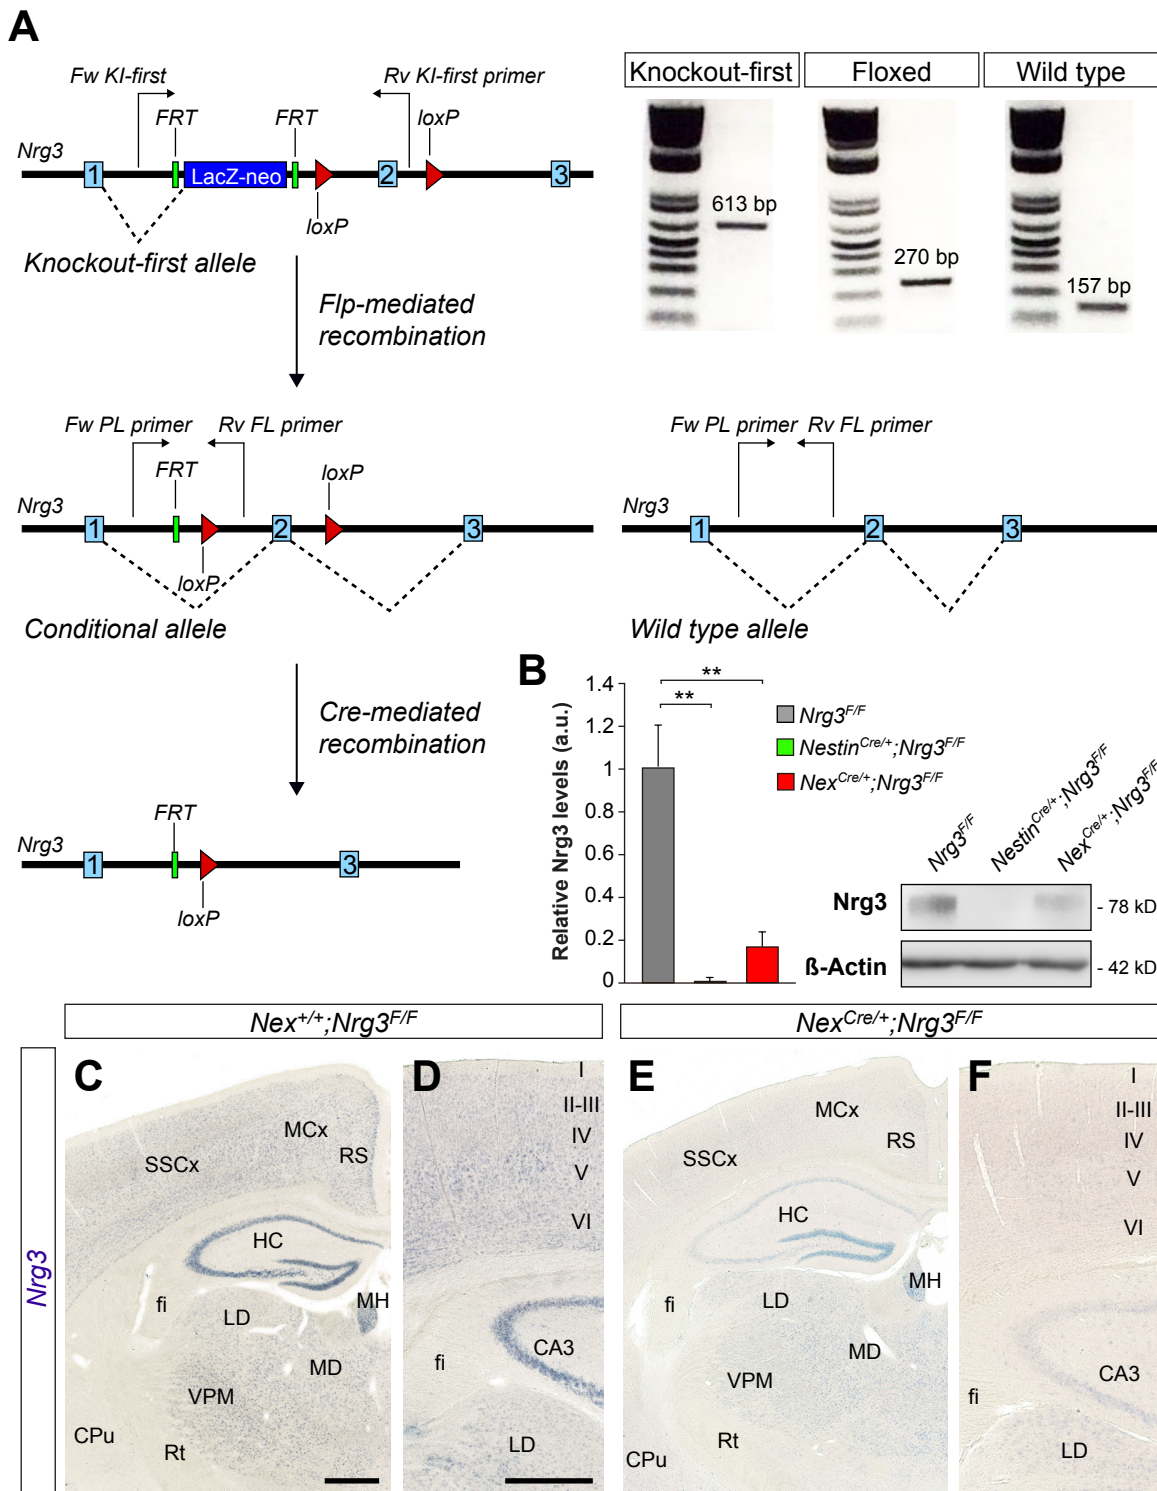 A
Fw KI-first
Rv KI-first primer
FRT
FRT
loxP
Nrg3
1
LacZ-neo
2
3
loxP
Knockout-first allele
Flp-mediated
recombination
Knockout-first
Floxed
Wild type
613 bp
270 bp
157 bp
Fw PL primer
Rv FL primer
FRT
loxP
Nrg3
1
2
3
loxP
Conditional allele
Fw PL primer
Rv FL primer
Nrg3
1
2
3
Wild type allele
Cre-mediated
recombination
FRT
Nrg3
1
3
loxP
B
Relative Nrg3 levels (a.u.)
1.4
1.2
1
0.8
0.6
0.4
0.2
0
**
**
Nrg3F/F
NestinCre/+;Nrg3F/F
NexCre/+;Nrg3F/F
Nrg3F/F
NestinCre/+;Nrg3F/F
NexCre/+;Nrg3F/F
Nrg3
- 78 kD
ß-Actin
- 42 kD
Nex+/+;Nrg3F/F
NexCre/+;Nrg3F/F
Nrg3
C
MCx
RS
SSCx
HC
fi
LD
MH
MD
VPM
CPu
Rt
D
I
II-III
IV
V
VI
CA3
fi
LD
E
MCx
RS
SSCx
HC
fi
LD
MH
MD
VPM
Rt
CPu
F
I
II-III
IV
V
VI
CA3
fi
LD